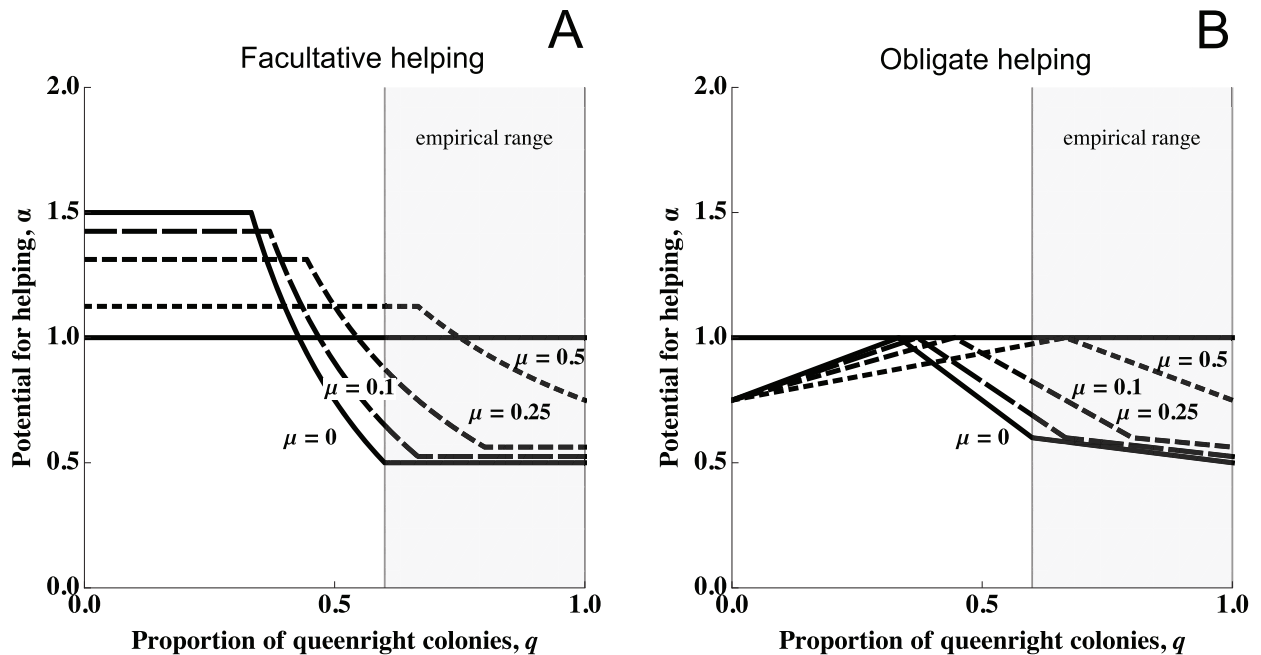 A
Facultative helping
2.0
1.5
1.0
0.5
0.0
0.0
0.5
1.0
Potential for helping, α
Proportion of queenright colonies, q
empirical range
μ = 0.5
μ = 0.1
μ = 0.25
μ = 0
B
Obligate helping
2.0
1.5
1.0
0.5
0.0
0.0
0.5
1.0
Potential for helping, α
Proportion of queenright colonies, q
empirical range
μ = 0.5
μ = 0.1
μ = 0.25
μ = 0